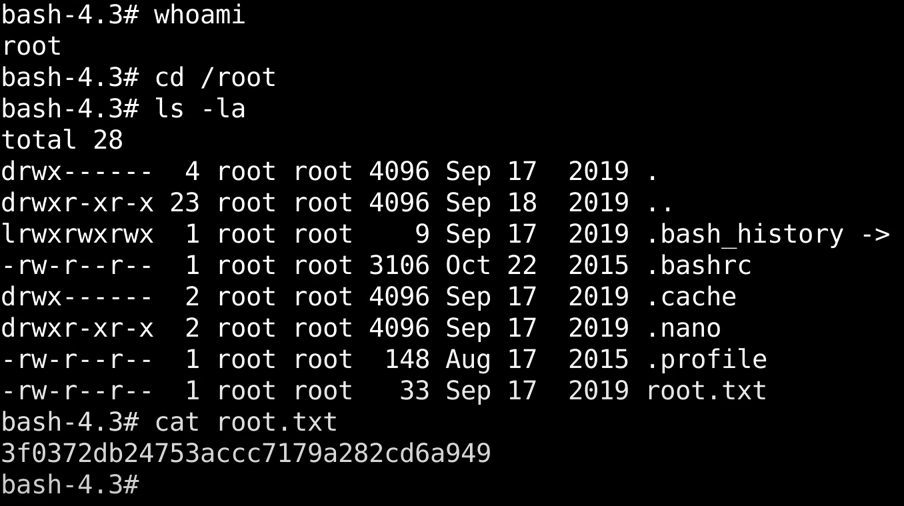 bash-4.3# whoami
root
bash-4.3# cd /root
bash-4.3# ls -la
total 28
drwx------  4 root root 4096 Sep 17  2019 .
drwxr-xr-x 23 root root 4096 Sep 18  2019 ..
lrwxrwxrwx  1 root root    9 Sep 17  2019 .bash_history ->
-rw-r--r--  1 root root 3106 Oct 22  2015 .bashrc
drwx------  2 root root 4096 Sep 17  2019 .cache
drwxr-xr-x  2 root root 4096 Sep 17  2019 .nano
-rw-r--r--  1 root root  148 Aug 17  2015 .profile
-rw-r--r--  1 root root   33 Sep 17  2019 root.txt
bash-4.3# cat root.txt
3f0372db24753accc7179a282cd6a949
bash-4.3#